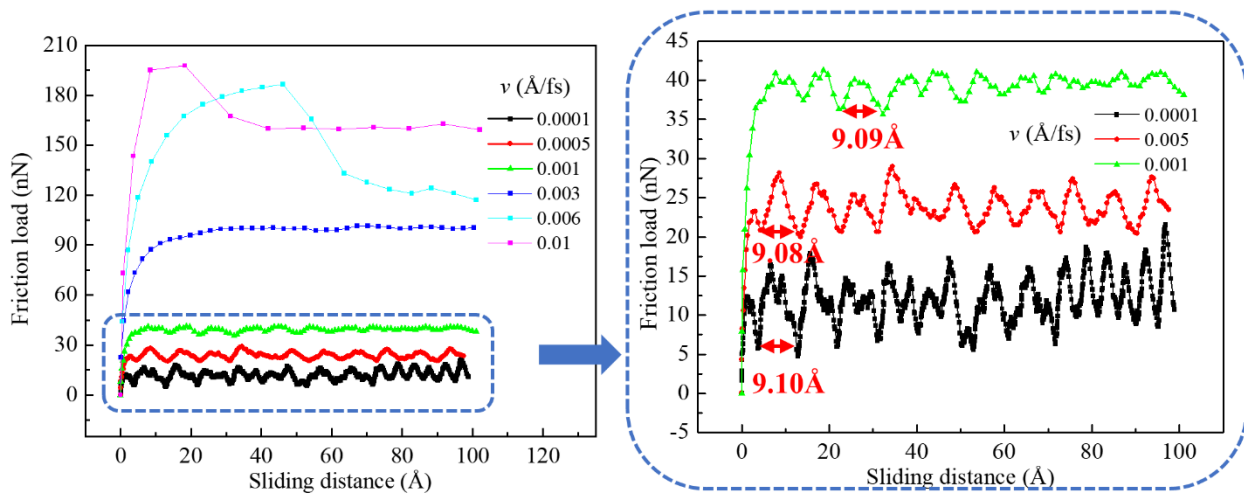 210
180
150
120
90
60
30
0
Friction load (nN)
0 20 40 60 80 100 120
Sliding distance (Å)
v (Å/fs)
0.0001
0.0005
0.001
0.003
0.006
0.01
45
40
35
30
25
20
15
10
5
0
-5
Friction load (nN)
0 20 40 60 80 100
Sliding distance (Å)
v (Å/fs)
0.0001
0.005
0.001
9.09Å
9.08Å
9.10Å